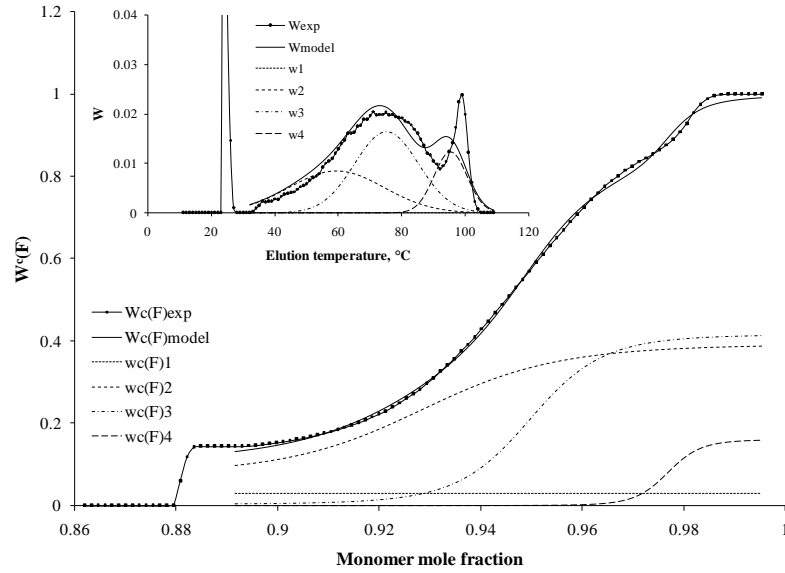 1.2
1
0.8
0.6
0.4
0.2
0
Wᶜ(F)
0.05
0.04
0.03
0.02
0.01
0
W
Wexp
Wmodel
w1
w2
w3
w4
0 20 40 60 80 100 120
Elution temperature, °C
Wc(F)exp
Wc(F)model
wc(F)1
wc(F)2
wc(F)3
wc(F)4
0.86 0.88 0.9 0.92 0.94 0.96 0.98 1
Monomer mole fraction